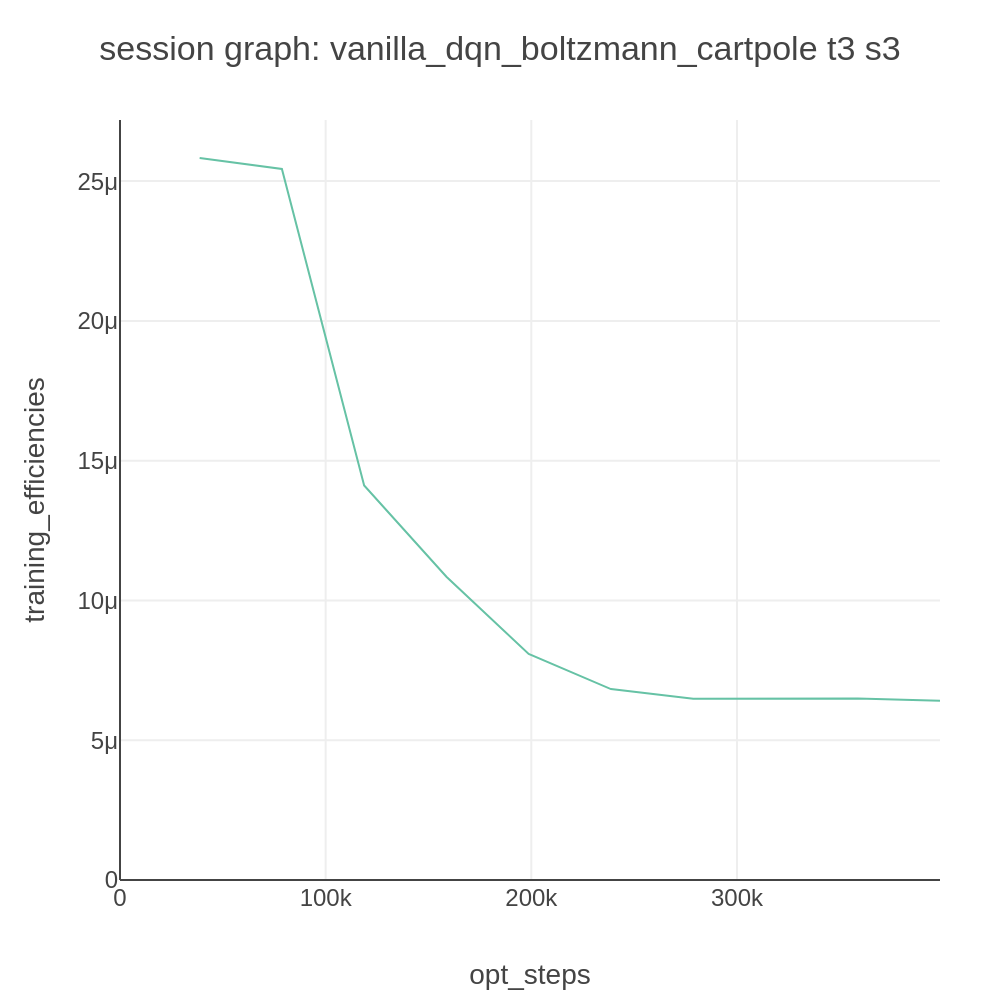 session graph: vanilla_dqn_boltzmann_cartpole t3 s3
25μ
20μ
15μ
10μ
5μ
0
0 100k 200k 300k
training_efficiencies
opt_steps